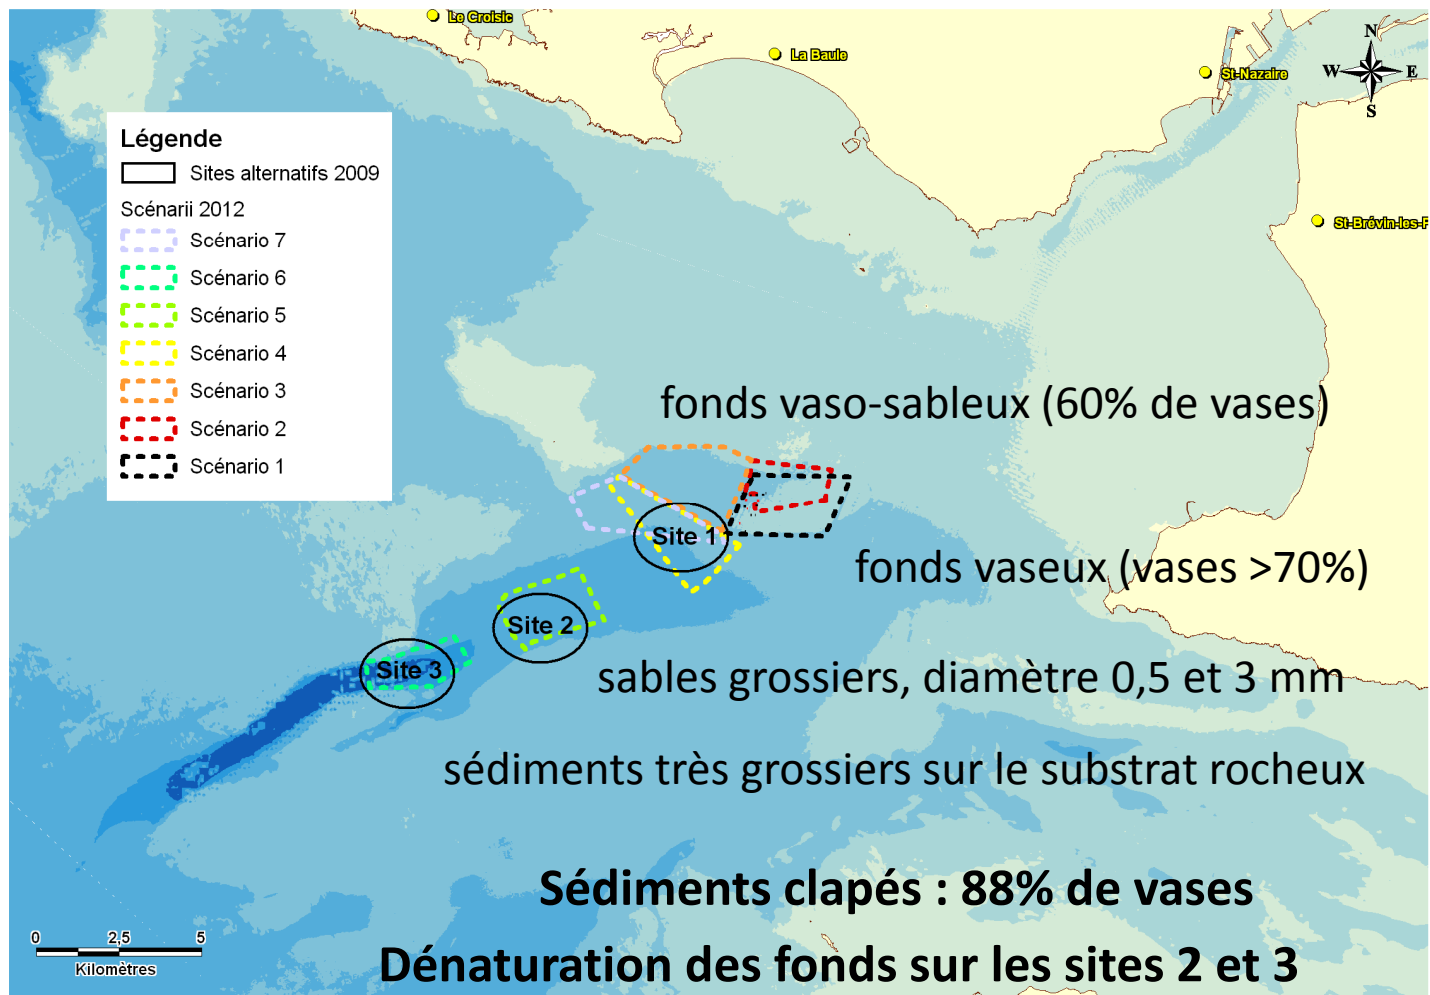 Le Croisic
La Baule
St-Nazaire
N
W E
S
St-Brévin-les-P
Légende
Sites alternatifs 2009
Scénarii 2012
Scénario 7
Scénario 6
Scénario 5
Scénario 4
Scénario 3
Scénario 2
Scénario 1
fonds vaso-sableux (60% de vases)
Site 1
fonds vaseux (vases >70%)
Site 2
Site 3
sables grossiers, diamètre 0,5 et 3 mm
sédiments très grossiers sur le substrat rocheux
Sédiments clapés : 88% de vases
0 2,5 5
Kilomètres
Dénaturation des fonds sur les sites 2 et 3